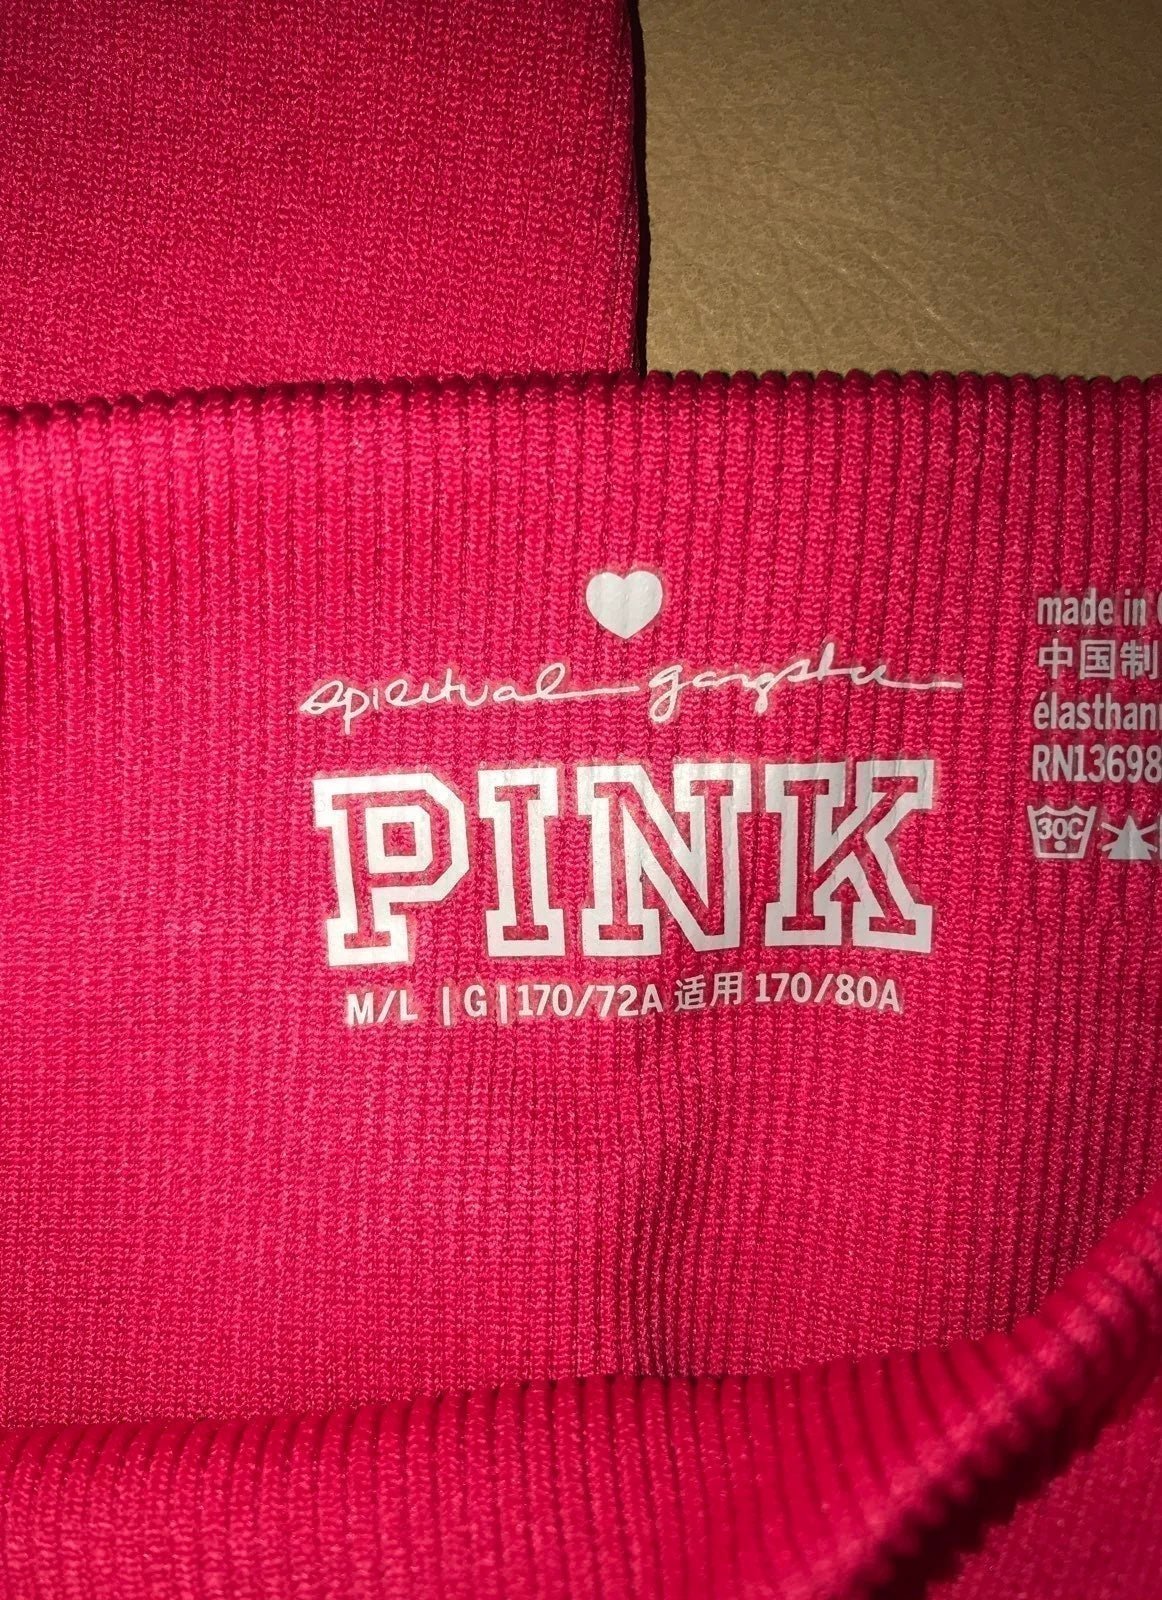 spiritual gangster
PINK
M/L | G | 170/72A 适用 170/80A
made in
中国制
élasthan
RN13698
30C